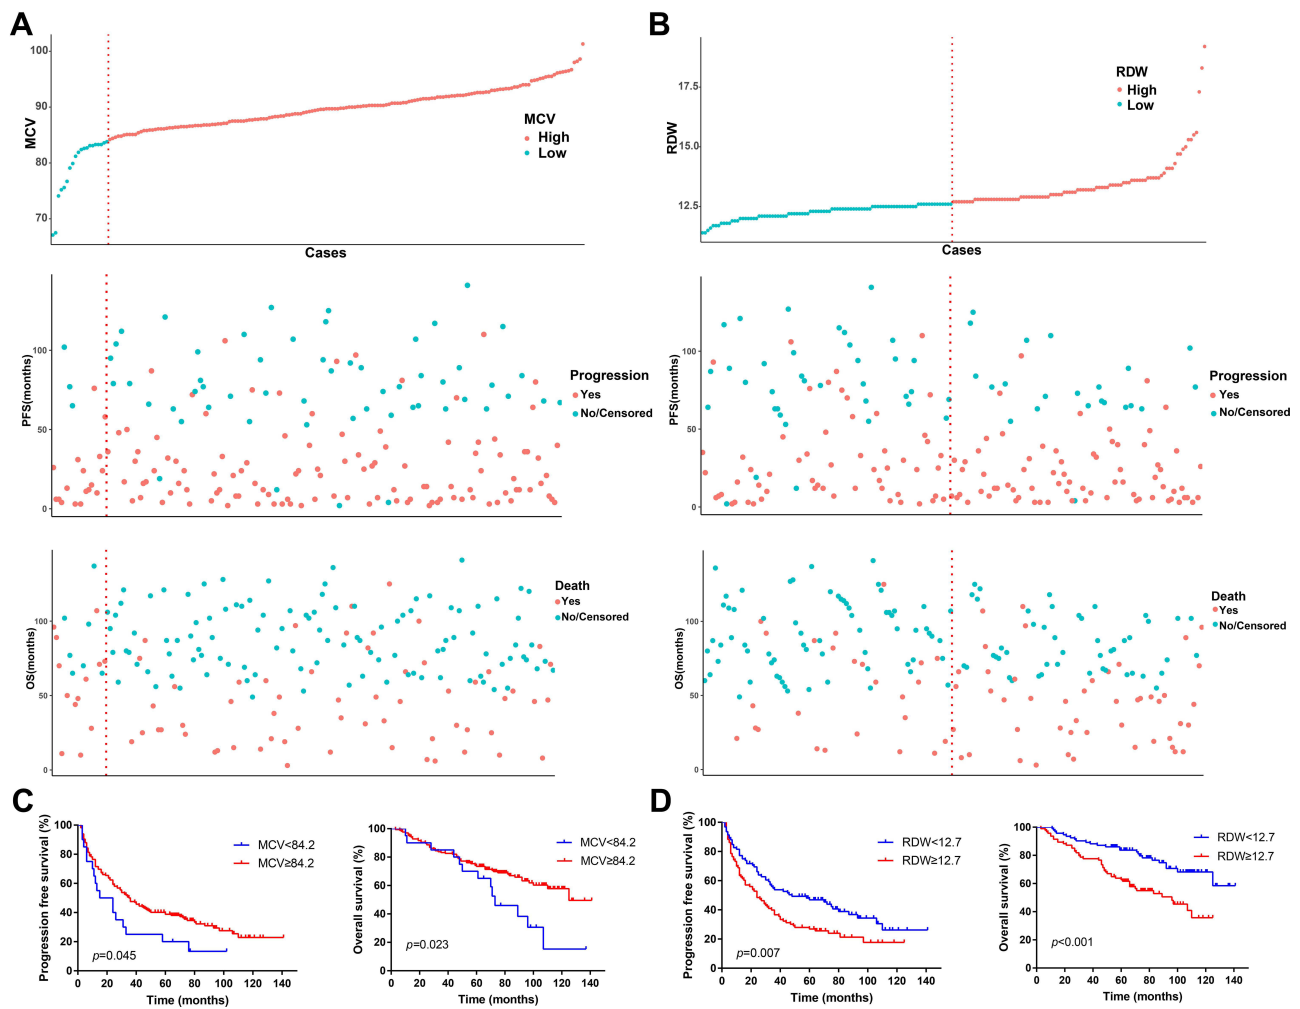 A
MCV
100
90
80
70
MCV
High
Low
Cases
PFS(months)
100
50
0
Progression
Yes
No/Censored
OS(months)
100
50
0
Death
Yes
No/Censored
B
RDW
17.5
15.0
12.5
RDW
High
Low
Cases
PFS(months)
100
50
0
Progression
Yes
No/Censored
OS(months)
100
50
0
Death
Yes
No/Censored
C
Progression free survival (%)
100
80
60
40
20
0
MCV<84.2
MCV≥84.2
p=0.045
0 20 40 60 80 100 120 140
Time (months)
Overall survival (%)
100
80
60
40
20
0
MCV<84.2
MCV≥84.2
p=0.023
0 20 40 60 80 100 120 140
Time (months)
D
Progression free survival (%)
100
80
60
40
20
0
RDW<12.7
RDW≥12.7
p=0.007
0 20 40 60 80 100 120 140
Time (months)
Overall survival (%)
100
80
60
40
20
0
RDW<12.7
RDW≥12.7
p<0.001
0 20 40 60 80 100 120 140
Time (months)